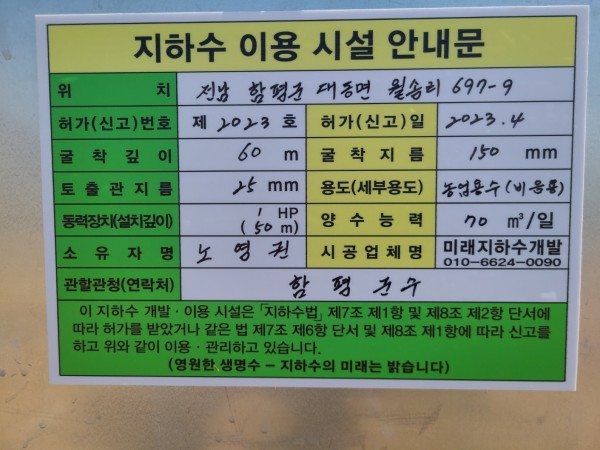 지하수 이용 시설 안내문
위 치 전남 함평군 대동면 월송리 697-9
허가(신고)번호 제 2023 호 허가(신고)일 2023.4
굴착깊이 60 m 굴착지름 150 mm
토출관지름 25 mm 용도(세부용도) 농업용수(비음용)
동력장치(설치깊이) 1 HP (50 m) 양수능력 70 ㎥/일
소유자명 노영권 시공업체명 미래지하수개발 010-6624-0090
관할관청(연락처) 함평군수
이 지하수 개발·이용 시설은「지하수법」제7조 제1항 및 제8조 제2항 단서에
따라 허가를 받았거나 같은 법 제7조 제6항 단서 및 제8조 제1항에 따라 신고를
하고 위와 같이 이용·관리하고 있습니다.
(영원한 생명수 – 지하수의 미래는 밝습니다)